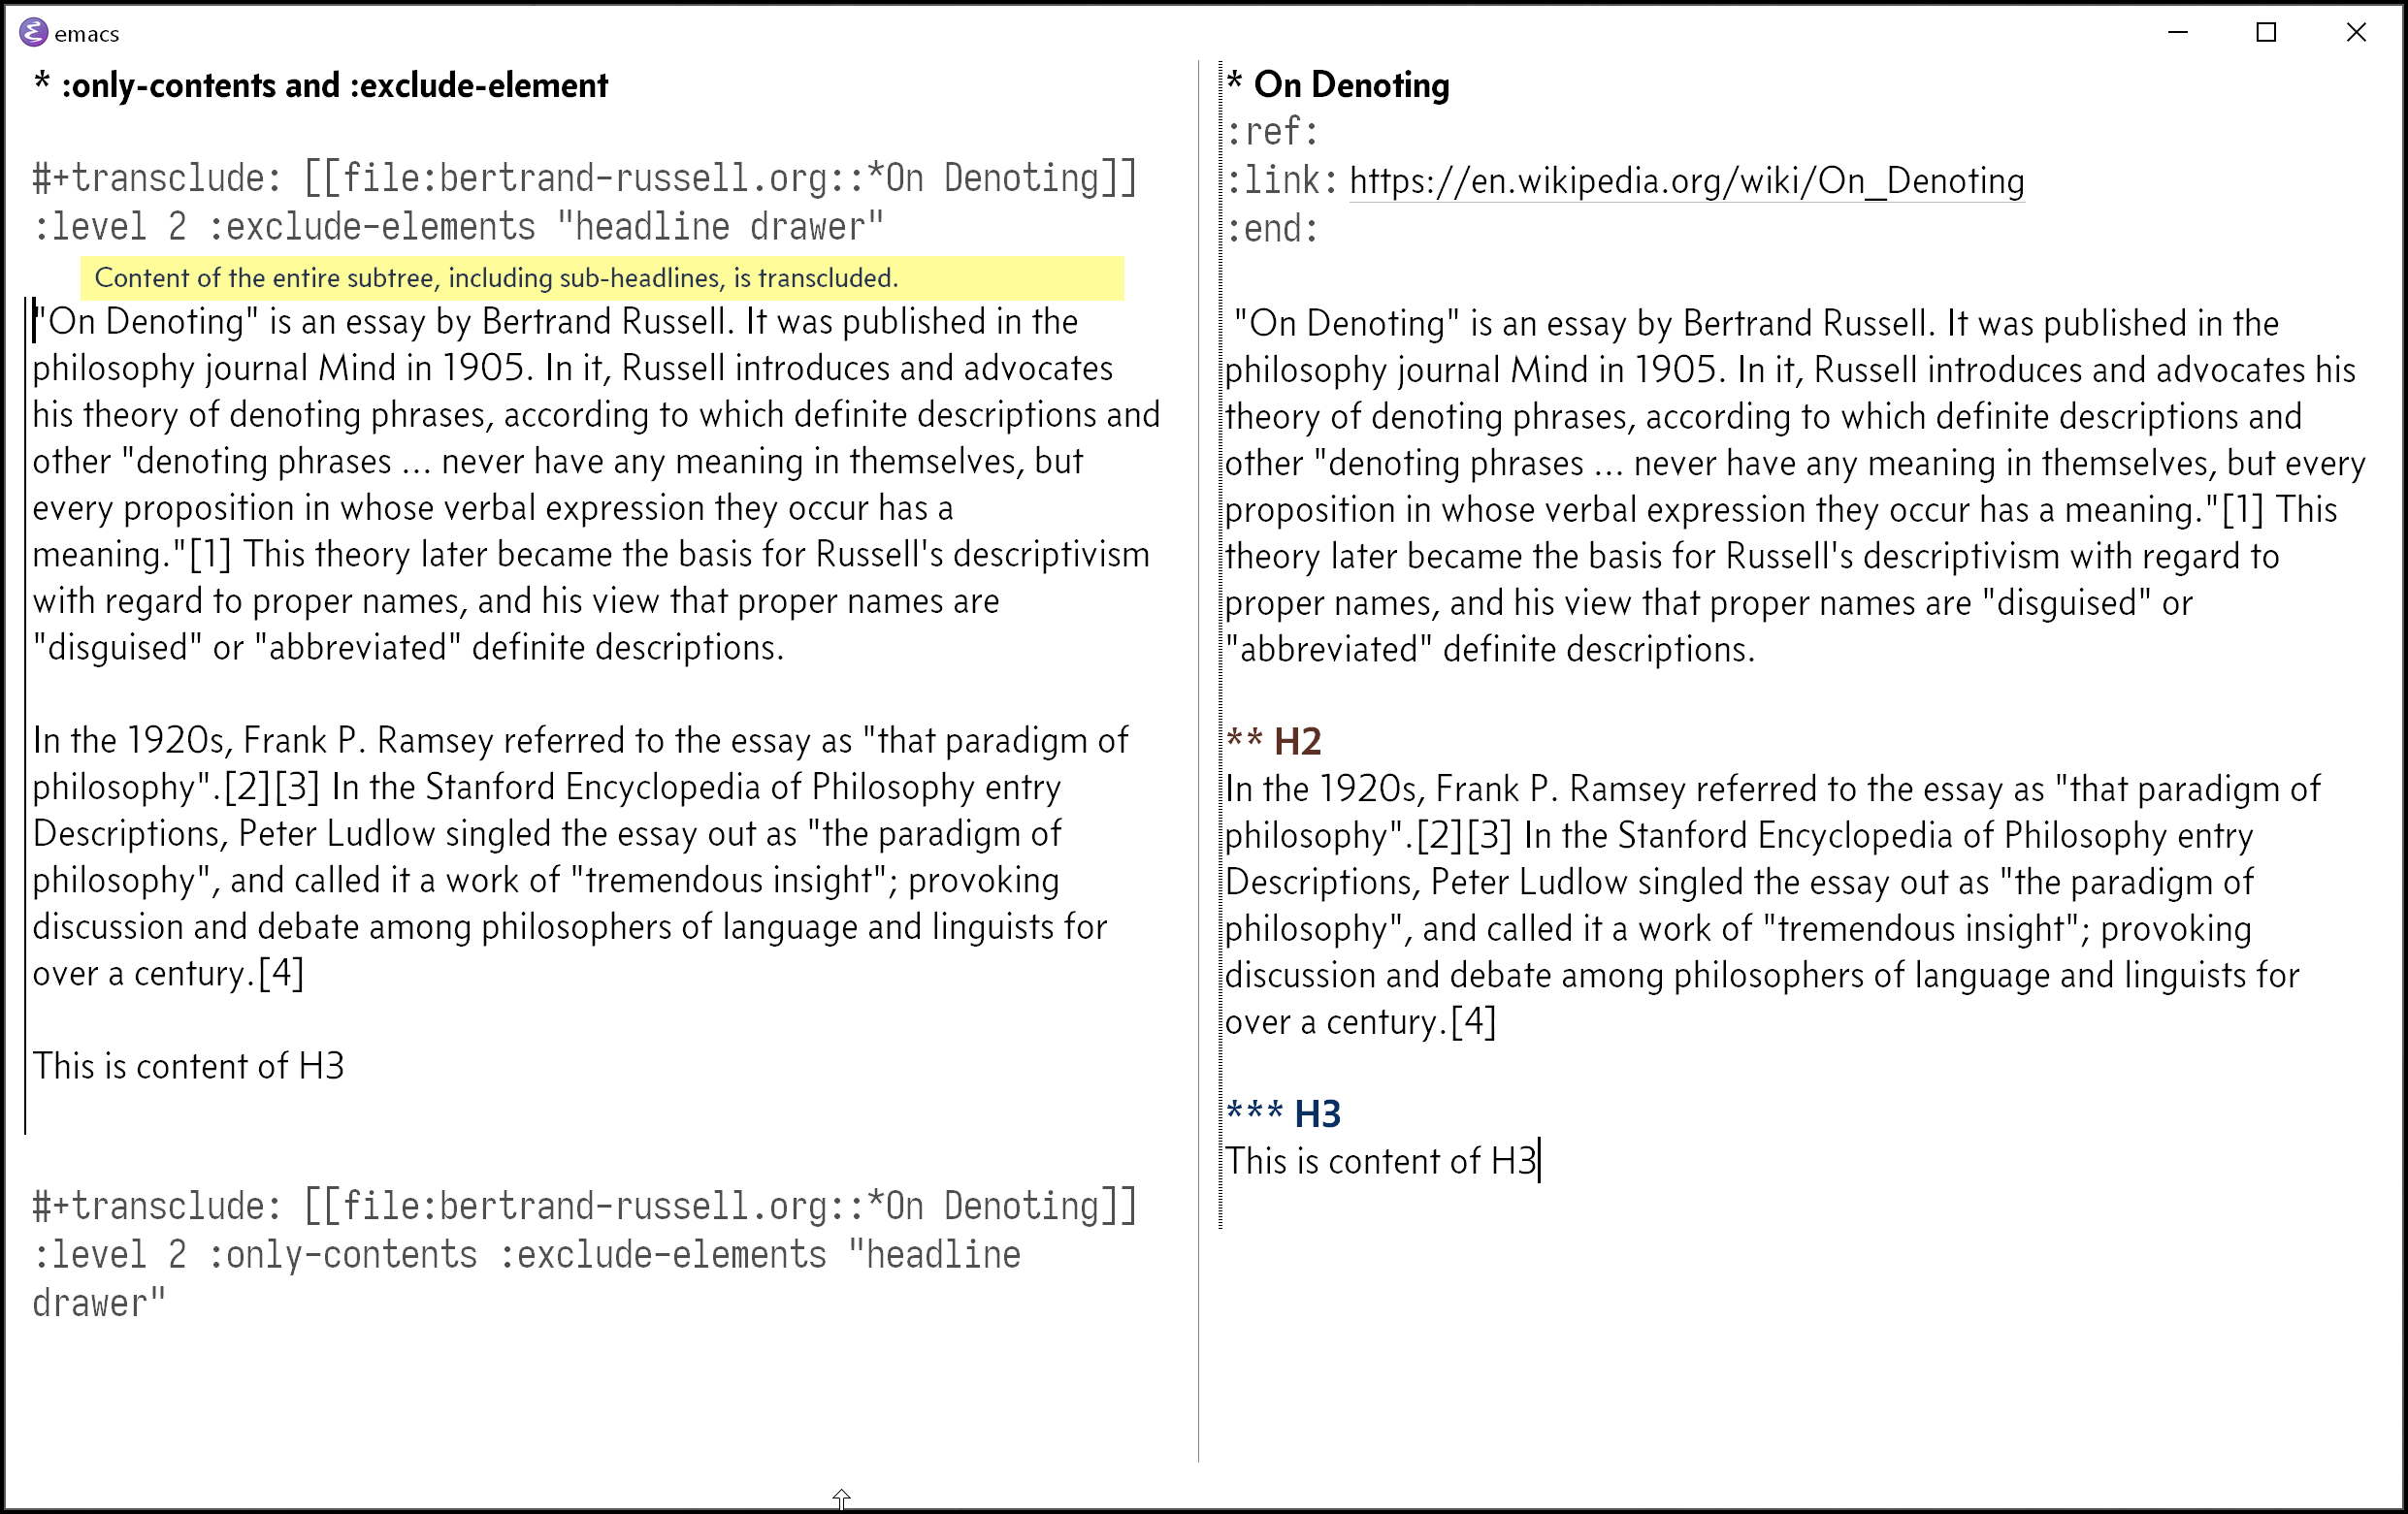 emacs
* :only-contents and :exclude-element
#+transclude: [[file:bertrand-russell.org::*On Denoting]]
:level 2 :exclude-elements "headline drawer"
Content of the entire subtree, including sub-headlines, is transcluded.
"On Denoting" is an essay by Bertrand Russell. It was published in the
philosophy journal Mind in 1905. In it, Russell introduces and advocates
his theory of denoting phrases, according to which definite descriptions and
other "denoting phrases ... never have any meaning in themselves, but
every proposition in whose verbal expression they occur has a
meaning."[1] This theory later became the basis for Russell's descriptivism
with regard to proper names, and his view that proper names are
"disguised" or "abbreviated" definite descriptions.
In the 1920s, Frank P. Ramsey referred to the essay as "that paradigm of
philosophy".[2][3] In the Stanford Encyclopedia of Philosophy entry
Descriptions, Peter Ludlow singled the essay out as "the paradigm of
philosophy", and called it a work of "tremendous insight"; provoking
discussion and debate among philosophers of language and linguists for
over a century.[4]
This is content of H3
#+transclude: [[file:bertrand-russell.org::*On Denoting]]
:level 2 :only-contents :exclude-elements "headline
drawer"
* On Denoting
:ref:
:link: https://en.wikipedia.org/wiki/On_Denoting
:end:
"On Denoting" is an essay by Bertrand Russell. It was published in the
philosophy journal Mind in 1905. In it, Russell introduces and advocates his
theory of denoting phrases, according to which definite descriptions and
other "denoting phrases ... never have any meaning in themselves, but every
proposition in whose verbal expression they occur has a meaning."[1] This
theory later became the basis for Russell's descriptivism with regard to
proper names, and his view that proper names are "disguised" or
"abbreviated" definite descriptions.
** H2
In the 1920s, Frank P. Ramsey referred to the essay as "that paradigm of
philosophy".[2][3] In the Stanford Encyclopedia of Philosophy entry
Descriptions, Peter Ludlow singled the essay out as "the paradigm of
philosophy", and called it a work of "tremendous insight"; provoking
discussion and debate among philosophers of language and linguists for
over a century.[4]
*** H3
This is content of H3